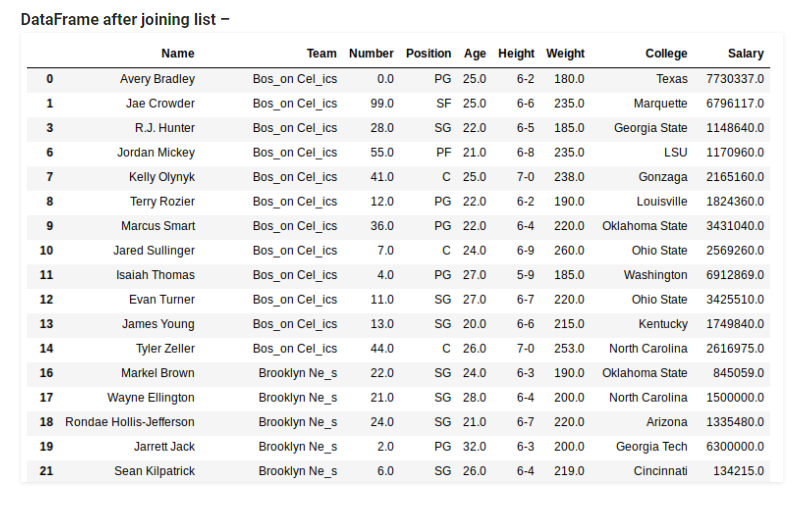 DataFrame after joining list –
Name Team Number Position Age Height Weight College Salary
0 Avery Bradley Bos_on Cel_ics 0.0 PG 25.0 6-2 180.0 Texas 7730337.0
1 Jae Crowder Bos_on Cel_ics 99.0 SF 25.0 6-6 235.0 Marquette 6796117.0
3 R.J. Hunter Bos_on Cel_ics 28.0 SG 22.0 6-5 185.0 Georgia State 1148640.0
6 Jordan Mickey Bos_on Cel_ics 55.0 PF 21.0 6-8 235.0 LSU 1170960.0
7 Kelly Olynyk Bos_on Cel_ics 41.0 C 25.0 7-0 238.0 Gonzaga 2165160.0
8 Terry Rozier Bos_on Cel_ics 12.0 PG 22.0 6-2 190.0 Louisville 1824360.0
9 Marcus Smart Bos_on Cel_ics 36.0 PG 22.0 6-4 220.0 Oklahoma State 3431040.0
10 Jared Sullinger Bos_on Cel_ics 7.0 C 24.0 6-9 260.0 Ohio State 2569260.0
11 Isaiah Thomas Bos_on Cel_ics 4.0 PG 27.0 5-9 185.0 Washington 6912869.0
12 Evan Turner Bos_on Cel_ics 11.0 SG 27.0 6-7 220.0 Ohio State 3425510.0
13 James Young Bos_on Cel_ics 13.0 SG 20.0 6-6 215.0 Kentucky 1749840.0
14 Tyler Zeller Bos_on Cel_ics 44.0 C 26.0 7-0 253.0 North Carolina 2616975.0
16 Markel Brown Brooklyn Ne_s 22.0 SG 24.0 6-3 190.0 Oklahoma State 845059.0
17 Wayne Ellington Brooklyn Ne_s 21.0 SG 28.0 6-4 200.0 North Carolina 1500000.0
18 Rondae Hollis-Jefferson Brooklyn Ne_s 24.0 SG 21.0 6-7 220.0 Arizona 1335480.0
19 Jarrett Jack Brooklyn Ne_s 2.0 PG 32.0 6-3 200.0 Georgia Tech 6300000.0
21 Sean Kilpatrick Brooklyn Ne_s 6.0 SG 26.0 6-4 219.0 Cincinnati 134215.0